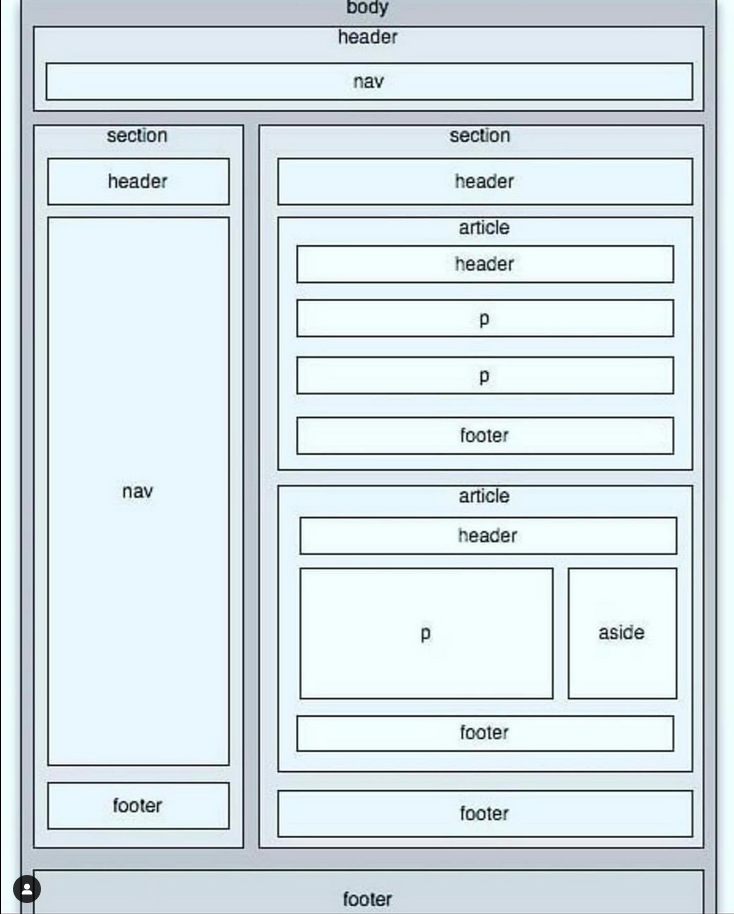 body
header
nav
section
header
nav
footer
section
header
article
header
p
p
footer
article
header
p
aside
footer
footer
footer